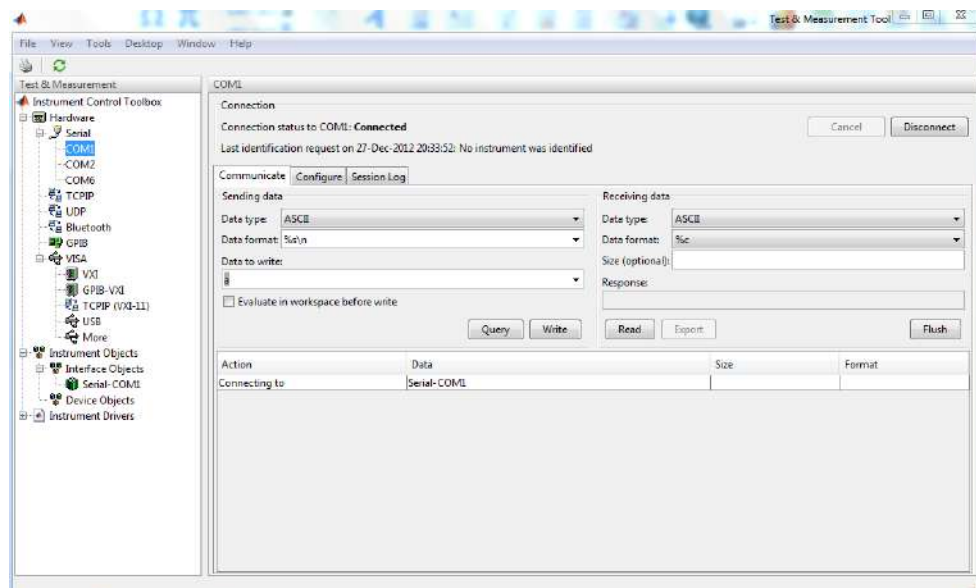 Test & Measurement Tool
File View Tools Desktop Window Help
Test & Measurement
Instrument Control Toolbox
Hardware
Serial
COM1
COM2
COM6
TCPIP
UDP
Bluetooth
GPIB
VISA
VXI
GPIB-VXI
TCPIP (VXI-11)
USB
More
Instrument Objects
Interface Objects
Serial-COM1
Device Objects
Instrument Drivers
COM1
Connection
Connection status to COM1: Connected
Cancel Disconnect
Last identification request on 27-Dec-2012 20:33:52: No instrument was identified
Communicate Configure Session Log
Sending data
Data type: ASCII
Data format: %s\n
Data to write:
a
Evaluate in workspace before write
Query Write
Receiving data
Data type: ASCII
Data format: %c
Size (optional):
Response:
Read Export Flush
Action Data Size Format
Connecting to Serial-COM1